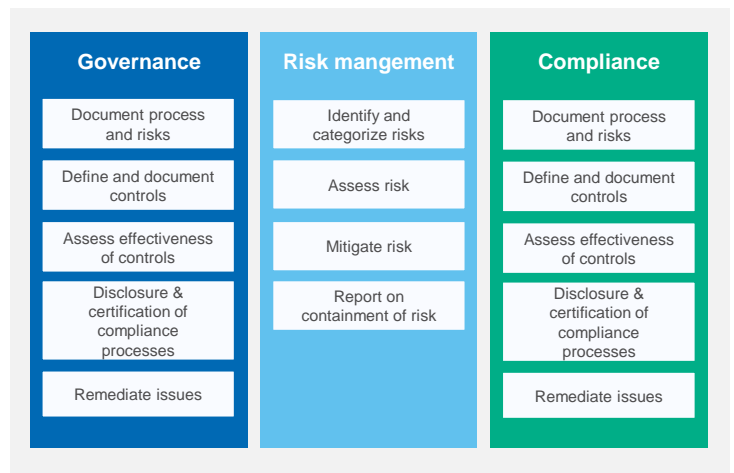 Governance
Document process
and risks
Define and document
controls
Assess effectiveness
of controls
Disclosure &
certification of
compliance
processes
Remediate issues
Risk mangement
Identify and
categorize risks
Assess risk
Mitigate risk
Report on
containment of risk
Compliance
Document process
and risks
Define and document
controls
Assess effectiveness
of controls
Disclosure &
certification of
compliance
processes
Remediate issues